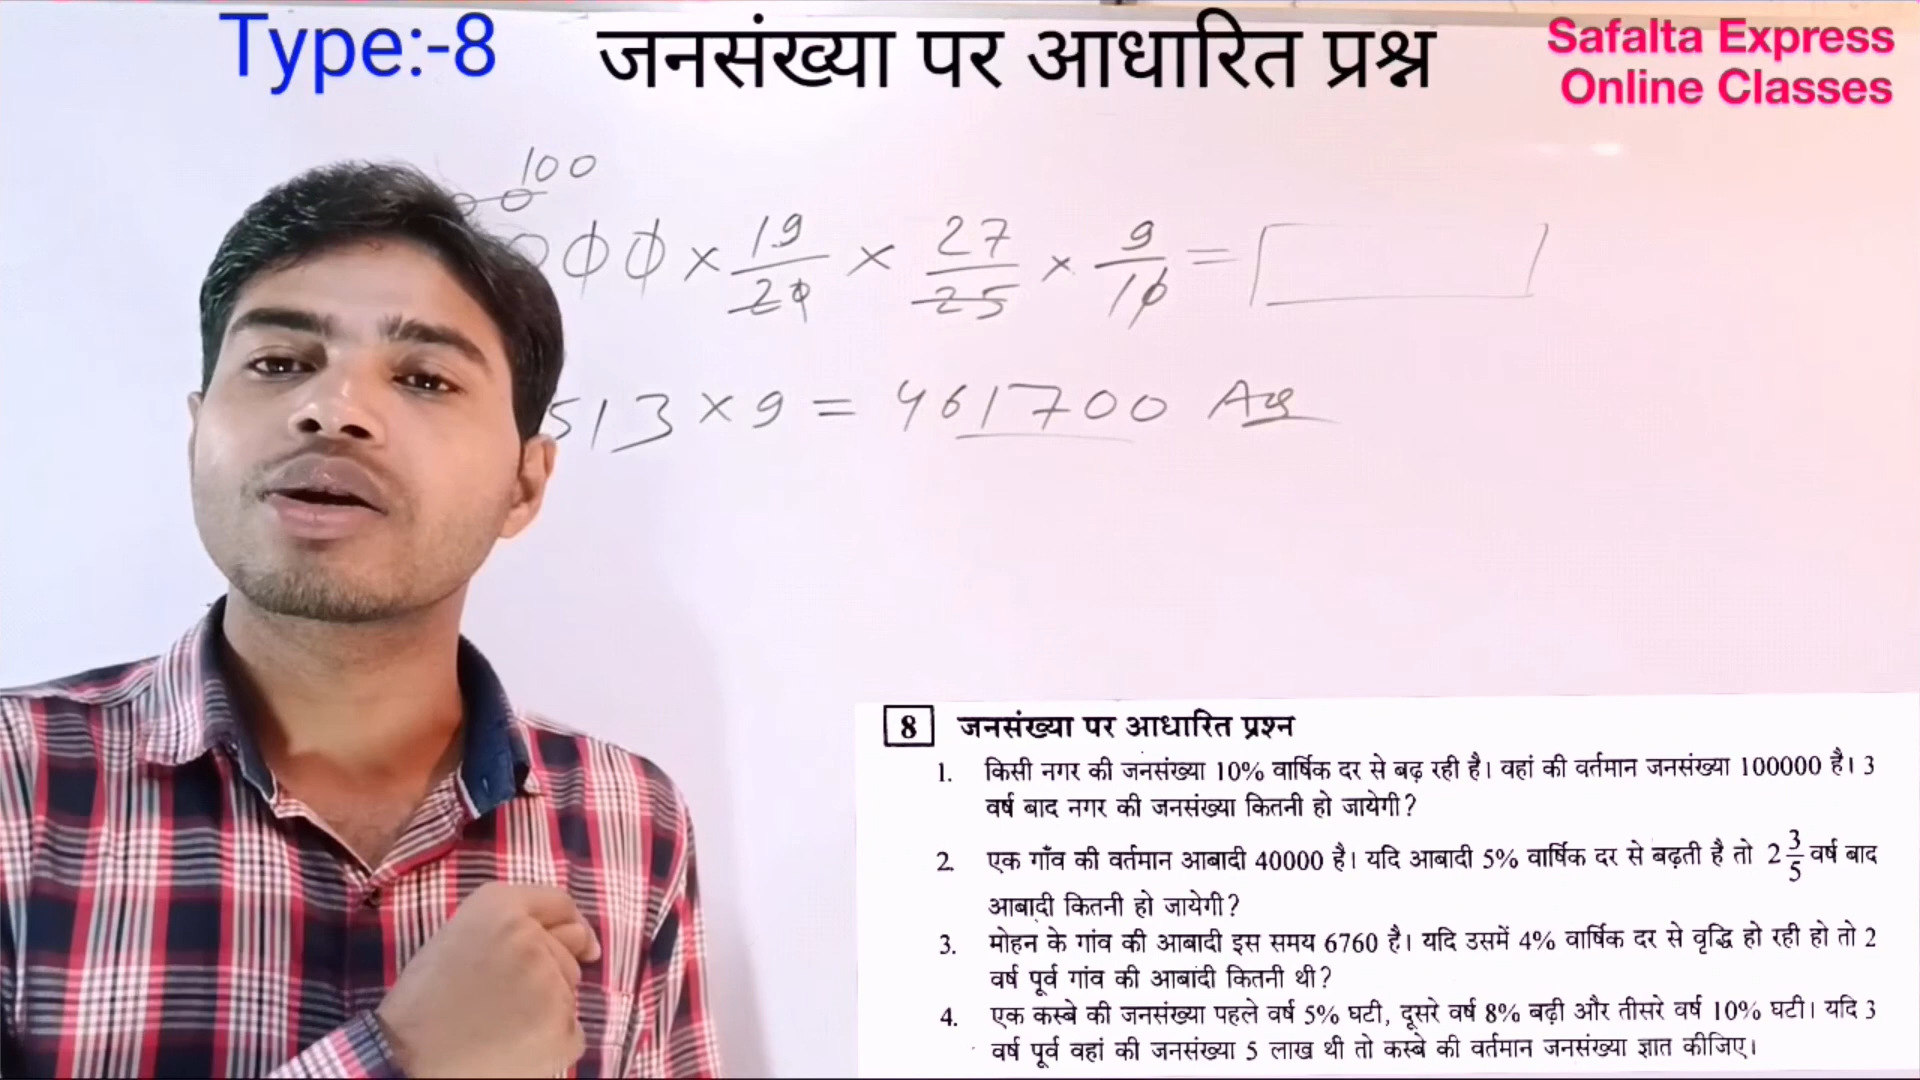 Type:-8 जनसंख्या पर आधारित प्रश्न
Safalta Express
Online Classes
100
00 × 19/20 × 27/25 × 9/10 =
513 × 9 = 461700 Ans
8 जनसंख्या पर आधारित प्रश्न
1. किसी नगर की जनसंख्या 10% वार्षिक दर से बढ़ रही है। वहां की वर्तमान जनसंख्या 100000 है। 3
वर्ष बाद नगर की जनसंख्या कितनी हो जायेगी?
2. एक गाँव की वर्तमान आबादी 40000 है। यदि आबादी 5% वार्षिक दर से बढ़ती है तो 2 3/5 वर्ष बाद
आबादी कितनी हो जायेगी?
3. मोहन के गांव की आबादी इस समय 6760 है। यदि उसमें 4% वार्षिक दर से वृद्धि हो रही हो तो 2
वर्ष पूर्व गांव की आबादी कितनी थी?
4. एक कस्बे की जनसंख्या पहले वर्ष 5% घटी, दूसरे वर्ष 8% बढ़ी और तीसरे वर्ष 10% घटी। यदि 3
वर्ष पूर्व वहां की जनसंख्या 5 लाख थी तो कस्बे की वर्तमान जनसंख्या ज्ञात कीजिए।